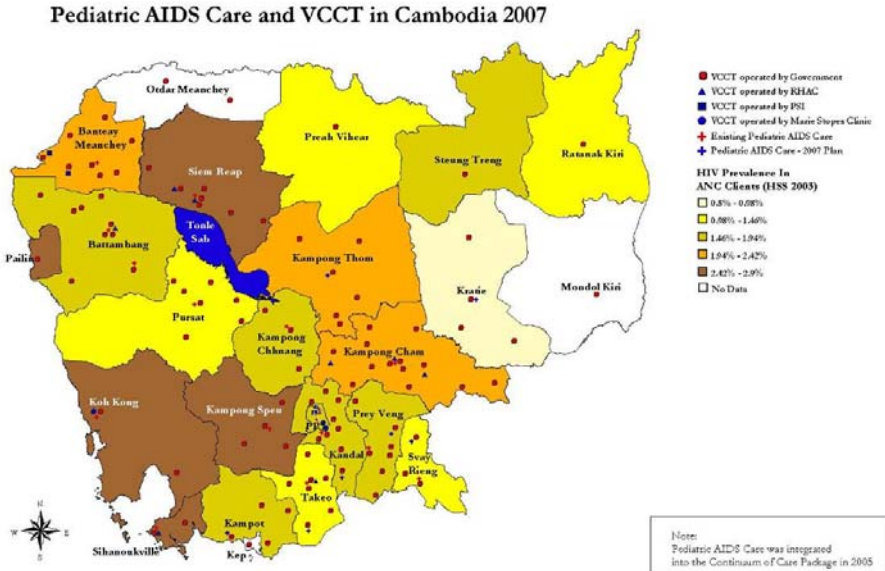 Pediatric AIDS Care and VCCT in Cambodia 2007
Otdar Meanchey
Banteay
Meanchey
Siem Reap
Preah Vihear
Steung Treng
Ratanak Kiri
Battambang
Tonle
Sab
Pailin
Kampong Thom
Kratie
Mondol Kiri
Pursat
Kampong
Chhnang
Kampong Cham
Koh Kong
Kampong Speu
PP
Prey Veng
Kandal
Svay
Rieng
Takeo
Kampot
Sihanoukville
Kep
N
W
E
S
VCCT operated by Government
VCCT operated by RHAC
VCCT operated by PSI
VCCT operated by Marie Stopes Clinic
Existing Pediatric AIDS Care
Pediatric AIDS Care - 2007 Plan
HIV Prevalence In
ANC Clients (HSS 2003)
0.5% - 0.98%
0.98% - 1.46%
1.46% - 1.94%
1.94% - 2.42%
2.42% - 2.9%
No Data
Note:
Pediatric AIDS Care was integrated
into the Continuum of Care Package in 2005